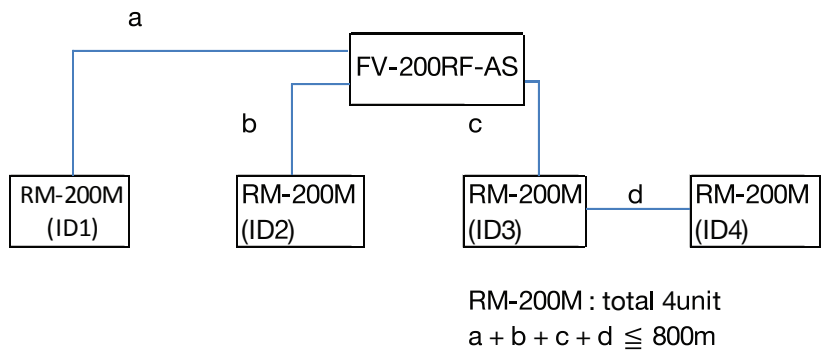 a
FV-200RF-AS
b
c
RM-200M
(ID1)
RM-200M
(ID2)
RM-200M
(ID3)
d
RM-200M
(ID4)
RM-200M : total 4unit
a + b + c + d ≦ 800m